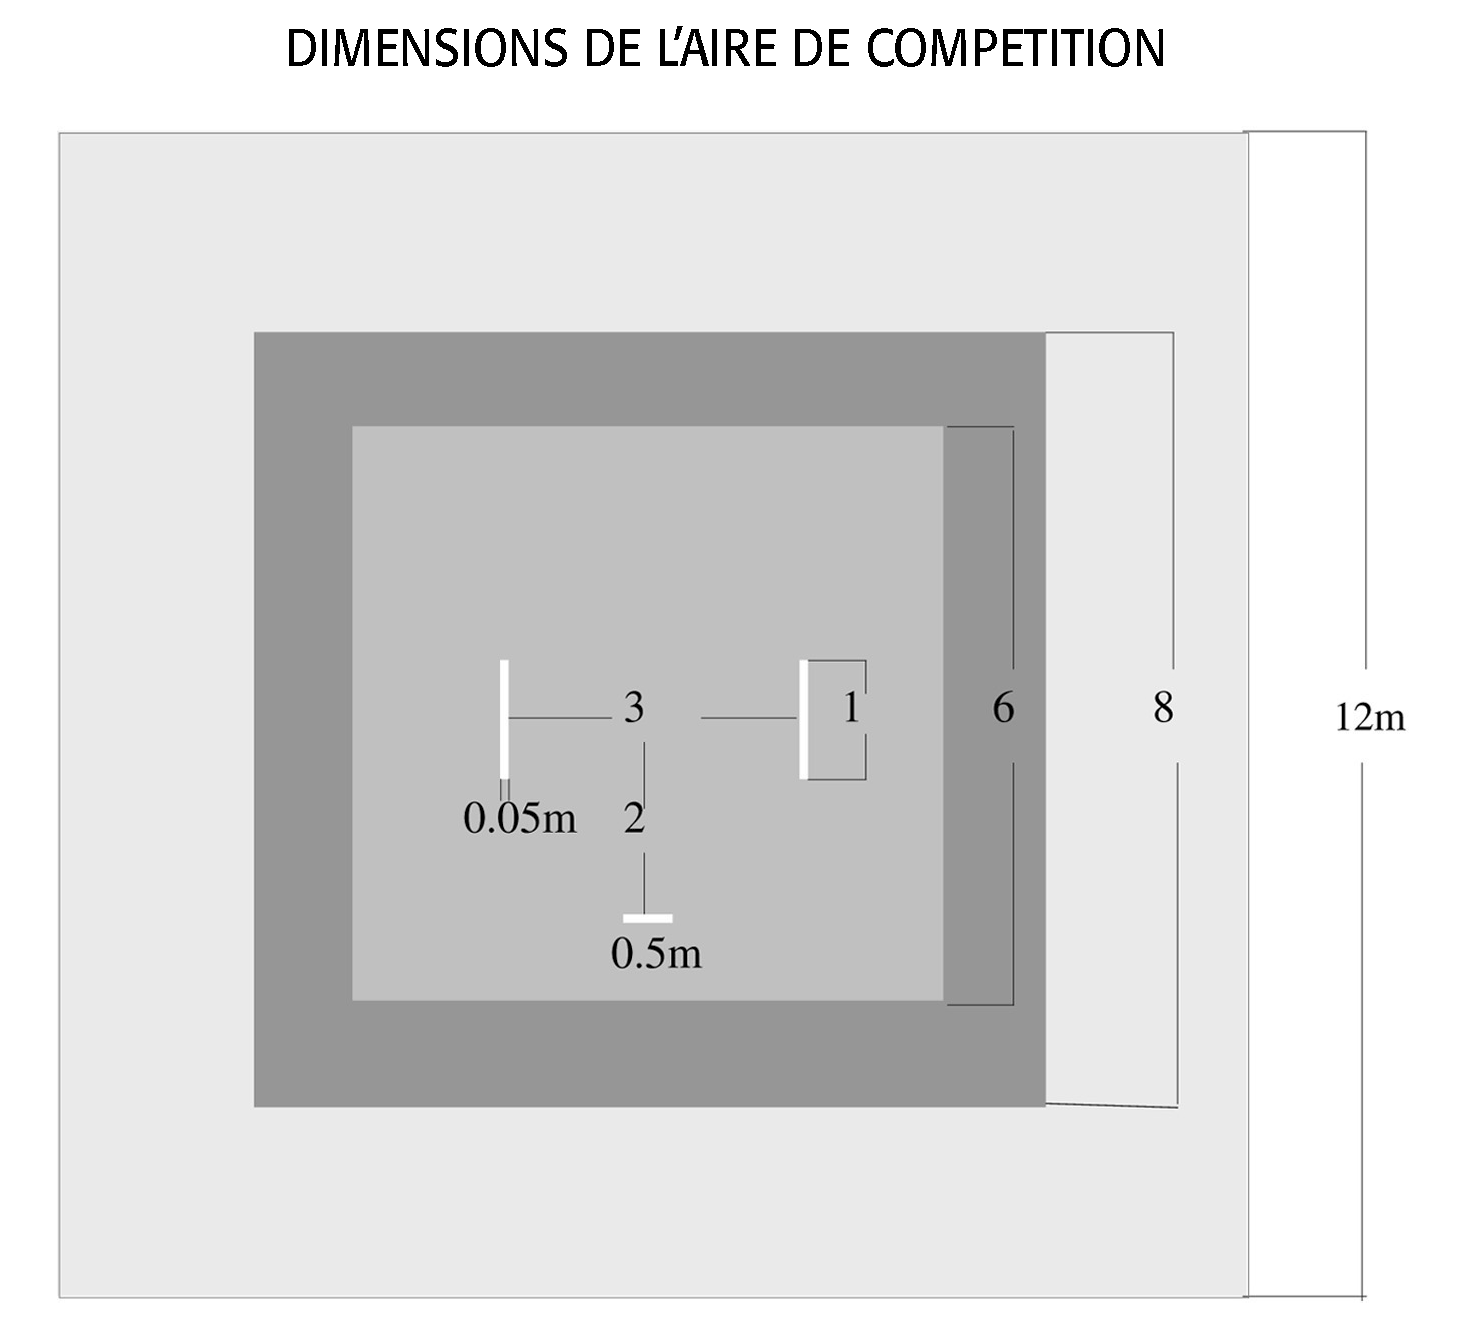 DIMENSIONS DE L’AIRE DE COMPETITION
3
1
6
8
12m
0.05m
2
0.5m